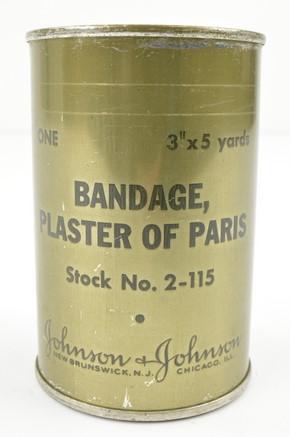 ONE 3"x5 yards
BANDAGE,
PLASTER OF PARIS
Stock No. 2-115
Johnson & Johnson
NEW BRUNSWICK, N.J. CHICAGO, ILL.